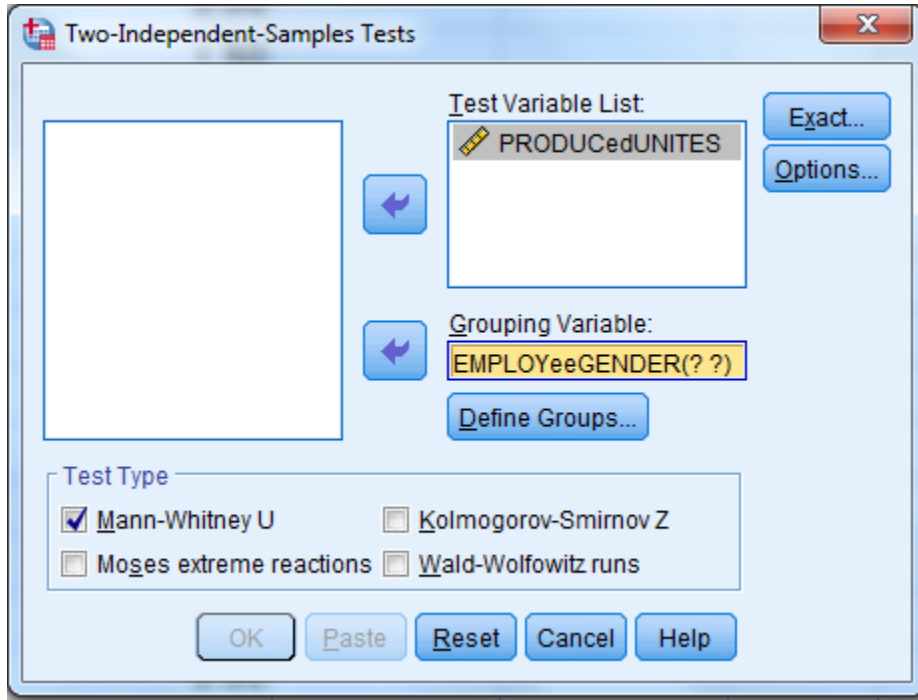 Two-Independent-Samples Tests
Test Variable List:
PRODUCedUNITES
Exact...
Options...
Grouping Variable:
EMPLOYeeGENDER(? ?)
Define Groups...
Test Type
Mann-Whitney U
Kolmogorov-Smirnov Z
Moses extreme reactions
Wald-Wolfowitz runs
OK
Paste
Reset
Cancel
Help